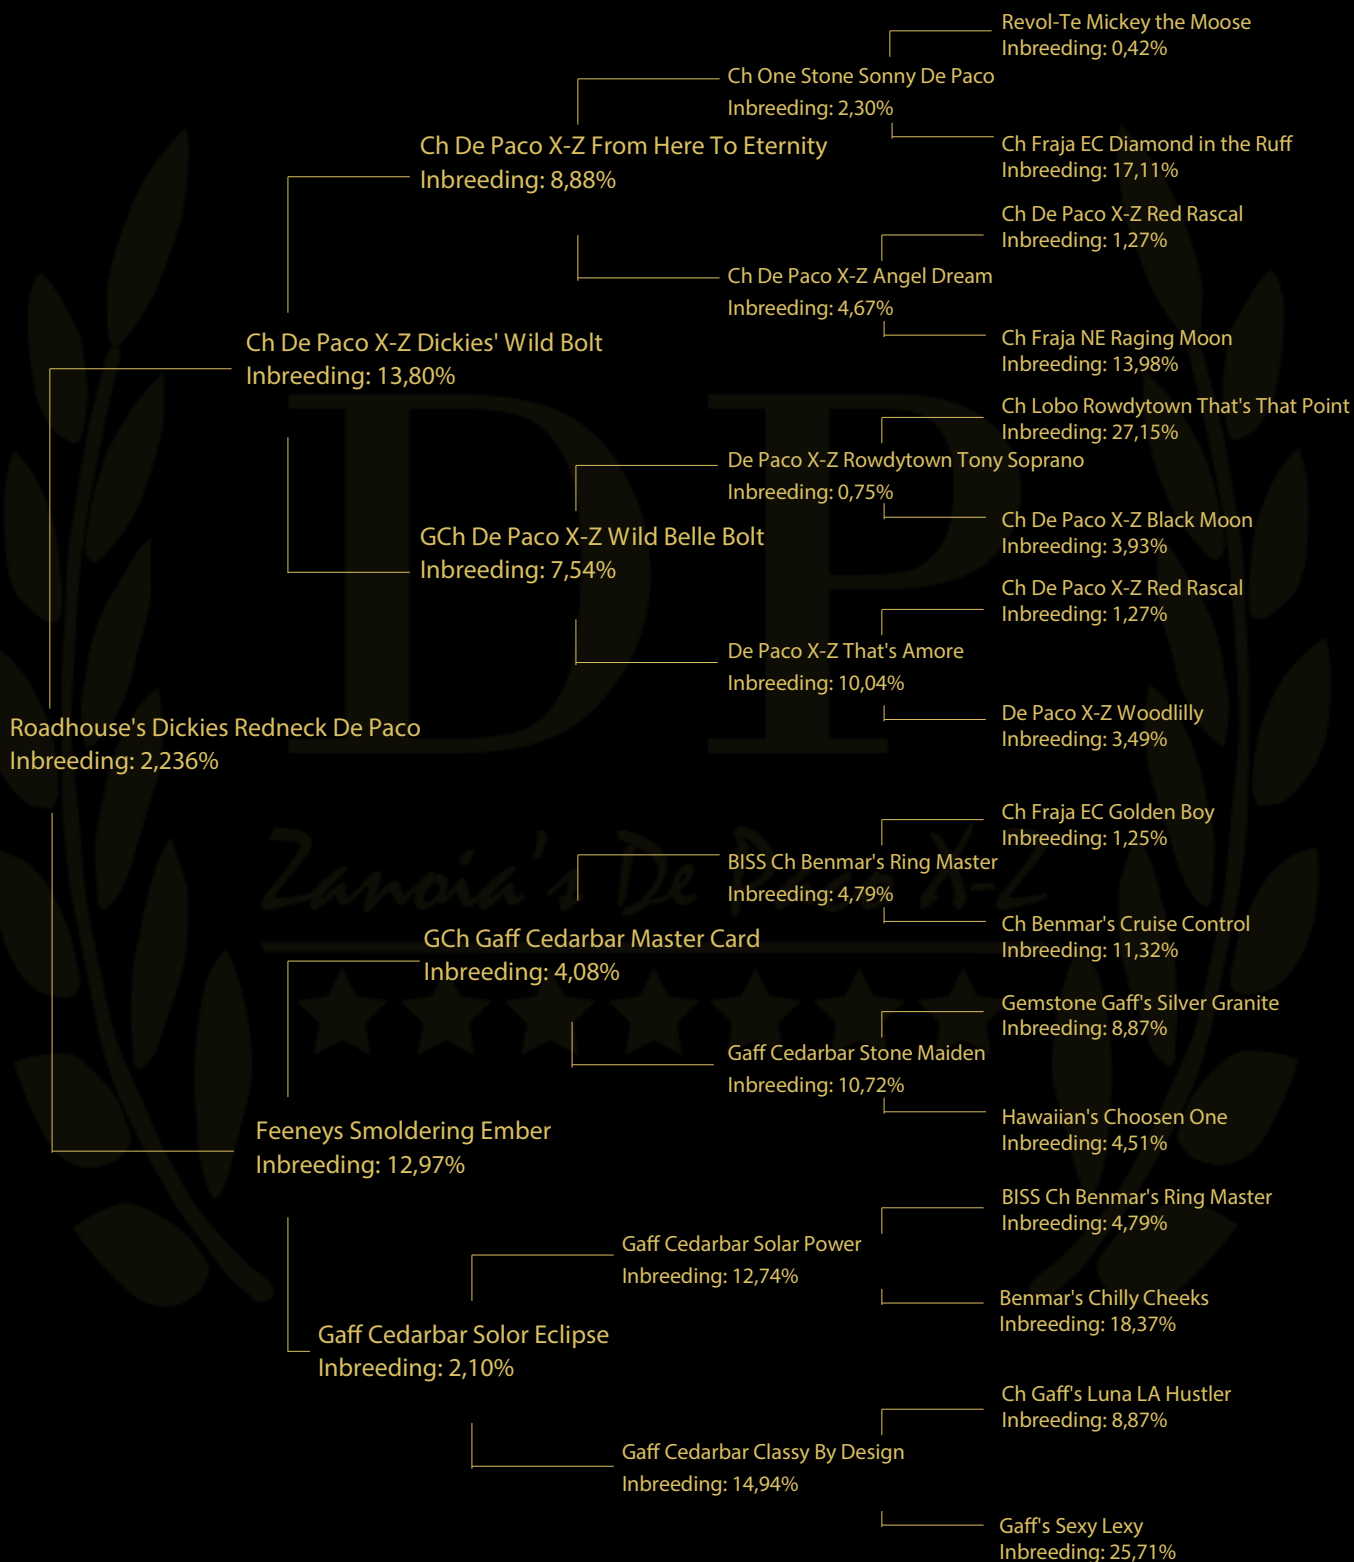 Revol-Te Mickey the Moose
Inbreeding: 0,42%
Ch One Stone Sonny De Paco
Inbreeding: 2,30%
Ch De Paco X-Z From Here To Eternity
Inbreeding: 8,88%
Ch Fraja EC Diamond in the Ruff
Inbreeding: 17,11%
Ch De Paco X-Z Red Rascal
Inbreeding: 1,27%
Ch De Paco X-Z Angel Dream
Inbreeding: 4,67%
Ch Fraja NE Raging Moon
Inbreeding: 13,98%
Ch De Paco X-Z Dickies' Wild Bolt
Inbreeding: 13,80%
Ch Lobo Rowdytown That's That Point
Inbreeding: 27,15%
De Paco X-Z Rowdytown Tony Soprano
Inbreeding: 0,75%
Ch De Paco X-Z Black Moon
Inbreeding: 3,93%
GCh De Paco X-Z Wild Belle Bolt
Inbreeding: 7,54%
Ch De Paco X-Z Red Rascal
Inbreeding: 1,27%
De Paco X-Z That's Amore
Inbreeding: 10,04%
De Paco X-Z Woodlilly
Inbreeding: 3,49%
DP
Roadhouse's Dickies Redneck De Paco
Inbreeding: 2,236%
Ch Fraja EC Golden Boy
Inbreeding: 1,25%
BISS Ch Benmar's Ring Master
Inbreeding: 4,79%
Zanoia's De Paco X-Z
Ch Benmar's Cruise Control
Inbreeding: 11,32%
GCh Gaff Cedarbar Master Card
Inbreeding: 4,08%
Gemstone Gaff's Silver Granite
Inbreeding: 8,87%
Gaff Cedarbar Stone Maiden
Inbreeding: 10,72%
Hawaiian's Choosen One
Inbreeding: 4,51%
Feeneys Smoldering Ember
Inbreeding: 12,97%
BISS Ch Benmar's Ring Master
Inbreeding: 4,79%
Gaff Cedarbar Solar Power
Inbreeding: 12,74%
Benmar's Chilly Cheeks
Inbreeding: 18,37%
Gaff Cedarbar Solor Eclipse
Inbreeding: 2,10%
Ch Gaff's Luna LA Hustler
Inbreeding: 8,87%
Gaff Cedarbar Classy By Design
Inbreeding: 14,94%
Gaff's Sexy Lexy
Inbreeding: 25,71%